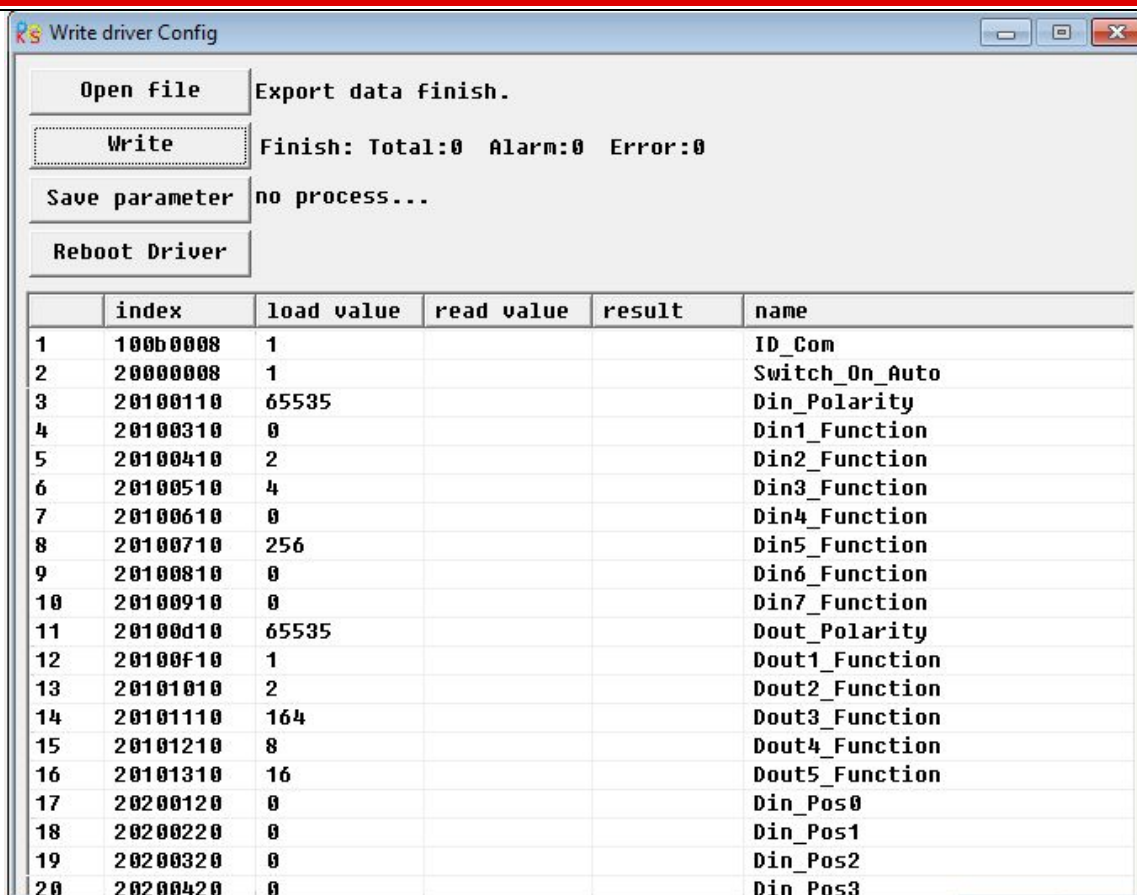 Write driver Config
Open file Export data finish.
Write Finish: Total:0 Alarm:0 Error:0
Save parameter no process...
Reboot Driver
index load value read value result name
1 100b0008 1 ID_Com
2 20000008 1 Switch_On_Auto
3 20100110 65535 Din_Polarity
4 20100310 0 Din1_Function
5 20100410 2 Din2_Function
6 20100510 4 Din3_Function
7 20100610 0 Din4_Function
8 20100710 256 Din5_Function
9 20100810 0 Din6_Function
10 20100910 0 Din7_Function
11 20100d10 65535 Dout_Polarity
12 20100f10 1 Dout1_Function
13 20101010 2 Dout2_Function
14 20101110 164 Dout3_Function
15 20101210 8 Dout4_Function
16 20101310 16 Dout5_Function
17 20200120 0 Din_Pos0
18 20200220 0 Din_Pos1
19 20200320 0 Din_Pos2
20 20200420 0 Din_Pos3